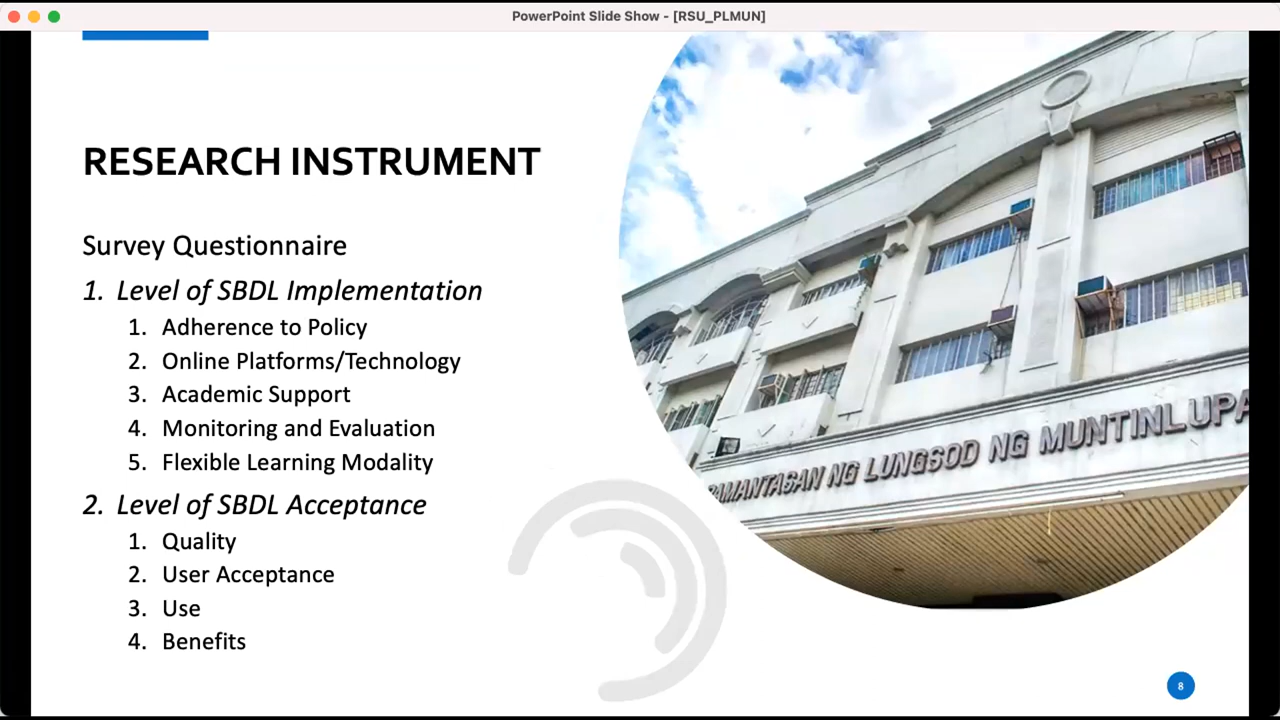 PowerPoint Slide Show - [RSU_PLMUN]
RESEARCH INSTRUMENT
Survey Questionnaire
1. Level of SBDL Implementation
1. Adherence to Policy
2. Online Platforms/Technology
3. Academic Support
4. Monitoring and Evaluation
5. Flexible Learning Modality
2. Level of SBDL Acceptance
1. Quality
2. User Acceptance
3. Use
4. Benefits
PAMANTASAN NG LUNGSOD NG MUNTINLUPA
8